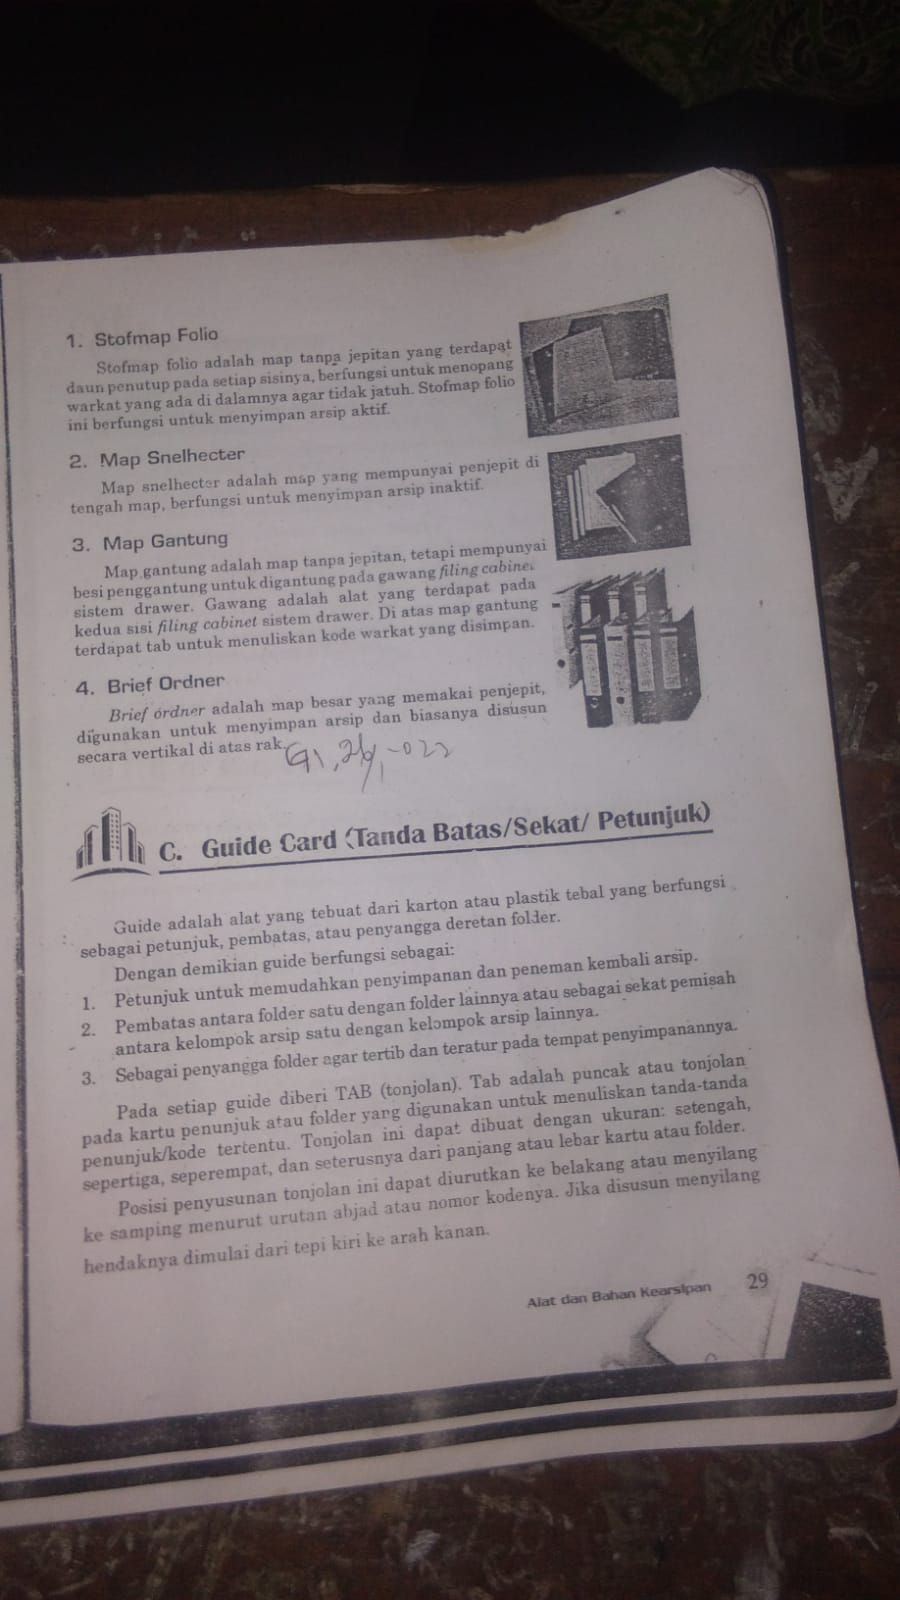 1. Stofmap Folio
Stofmap folio adalah map tanpa jepitan yang terdapat
daun penutup pada setiap sisinya, berfungsi untuk menopang
warkat yang ada di dalamnya agar tidak jatuh. Stofmap folio
ini berfungsi untuk menyimpan arsip aktif.
2. Map Snelhecter
Map snelhecter adalah map yang mempunyai penjepit di
tengah map, berfungsi untuk menyimpan arsip inaktif.
3. Map Gantung
Map gantung adalah map tanpa jepitan, tetapi mempunyai
besi penggantung untuk digantung pada gawang filing cabinet
sistem drawer. Gawang adalah alat yang terdapat pada
kedua sisi filing cabinet sistem drawer. Di atas map gantung
terdapat tab untuk menuliskan kode warkat yang disimpan.
4. Brief Ordner
Brief ordner adalah map besar yang memakai penjepit,
digunakan untuk menyimpan arsip dan biasanya disusun
secara vertikal di atas rak.
C. Guide Card (Tanda Batas/Sekat/ Petunjuk)
Guide adalah alat yang tebuat dari karton atau plastik tebal yang berfungsi
sebagai petunjuk, pembatas, atau penyangga deretan folder.
Dengan demikian guide berfungsi sebagai:
1. Petunjuk untuk memudahkan penyimpanan dan peneman kembali arsip.
2. Pembatas antara folder satu dengan folder lainnya atau sebagai sekat pemisah
antara kelompok arsip satu dengan kelompok arsip lainnya.
3. Sebagai penyangga folder agar tertib dan teratur pada tempat penyimpanannya.
Pada setiap guide diberi TAB (tonjolan). Tab adalah puncak atau tonjolan
pada kartu penunjuk atau folder yang digunakan untuk menuliskan tanda-tanda
penunjuk/kode tertentu. Tonjolan ini dapat dibuat dengan ukuran: setengah,
sepertiga, seperempat, dan seterusnya dari panjang atau lebar kartu atau folder.
Posisi penyusunan tonjolan ini dapat diurutkan ke belakang atau menyilang
ke samping menurut urutan abjad atau nomor kodenya. Jika disusun menyilang
hendaknya dimulai dari tepi kiri ke arah kanan.
Alat dan Bahan Kearsipan 29